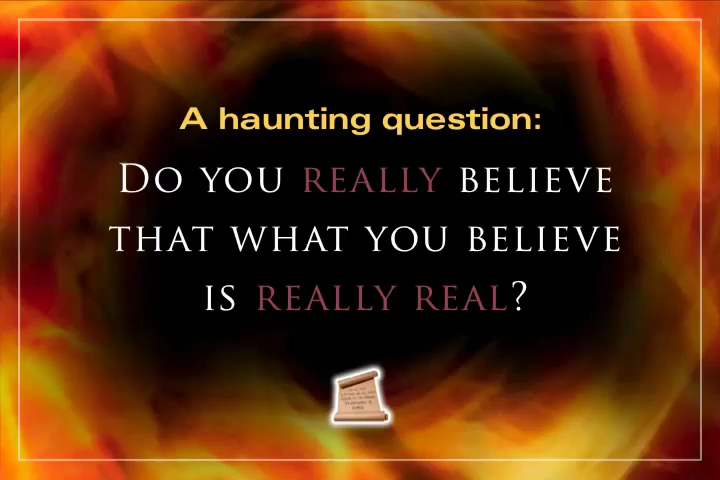 A haunting question:
DO YOU REALLY BELIEVE
THAT WHAT YOU BELIEVE
IS REALLY REAL?